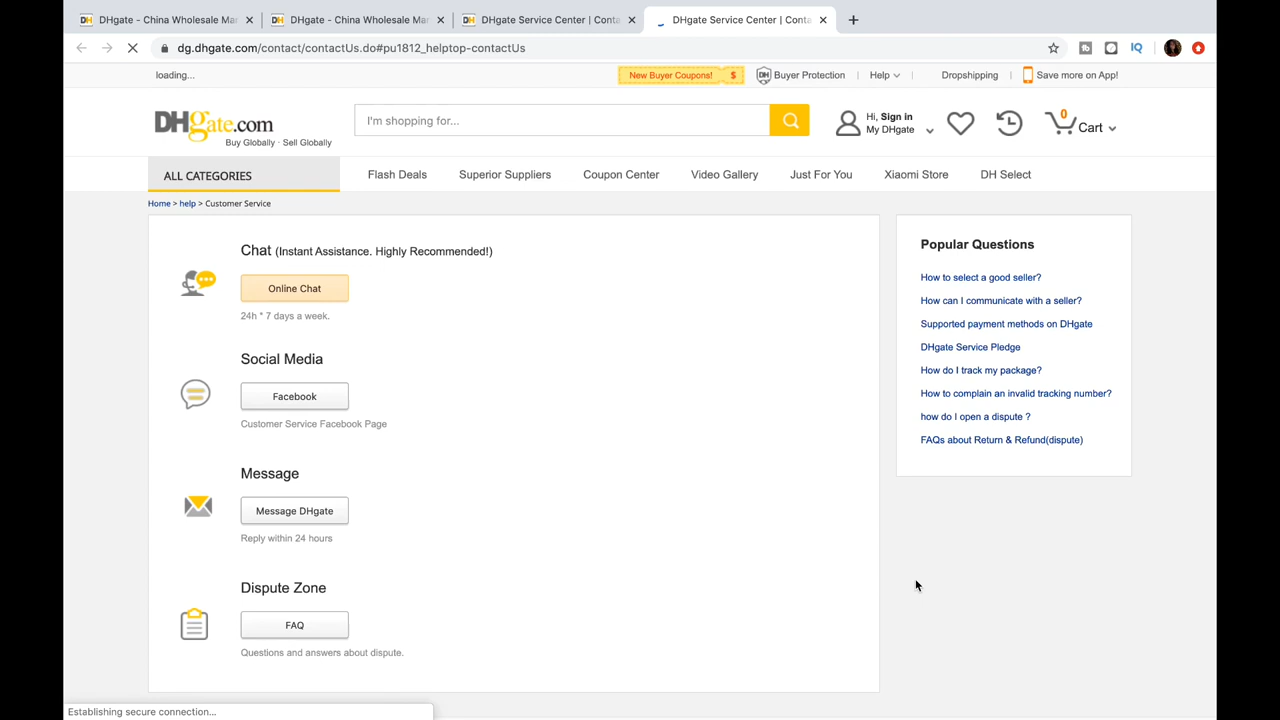 DHgate - China Wholesale Mar
DHgate - China Wholesale Mar
DHgate Service Center | Conta
DHgate Service Center | Conta
dg.dhgate.com/contact/contactUs.do#pu1812_helptop-contactUs
IQ
loading...
New Buyer Coupons! $
Buyer Protection
Help
Dropshipping
Save more on App!
DHgate.com
Buy Globally · Sell Globally
I'm shopping for...
Hi, Sign in
My DHgate
0
Cart
ALL CATEGORIES
Flash Deals
Superior Suppliers
Coupon Center
Video Gallery
Just For You
Xiaomi Store
DH Select
Home > help > Customer Service
Chat (Instant Assistance. Highly Recommended!)
Online Chat
24h * 7 days a week.
Social Media
Facebook
Customer Service Facebook Page
Message
Message DHgate
Reply within 24 hours
Dispute Zone
FAQ
Questions and answers about dispute.
Popular Questions
How to select a good seller?
How can I communicate with a seller?
Supported payment methods on DHgate
DHgate Service Pledge
How do I track my package?
How to complain an invalid tracking number?
how do I open a dispute ?
FAQs about Return & Refund(dispute)
Establishing secure connection...